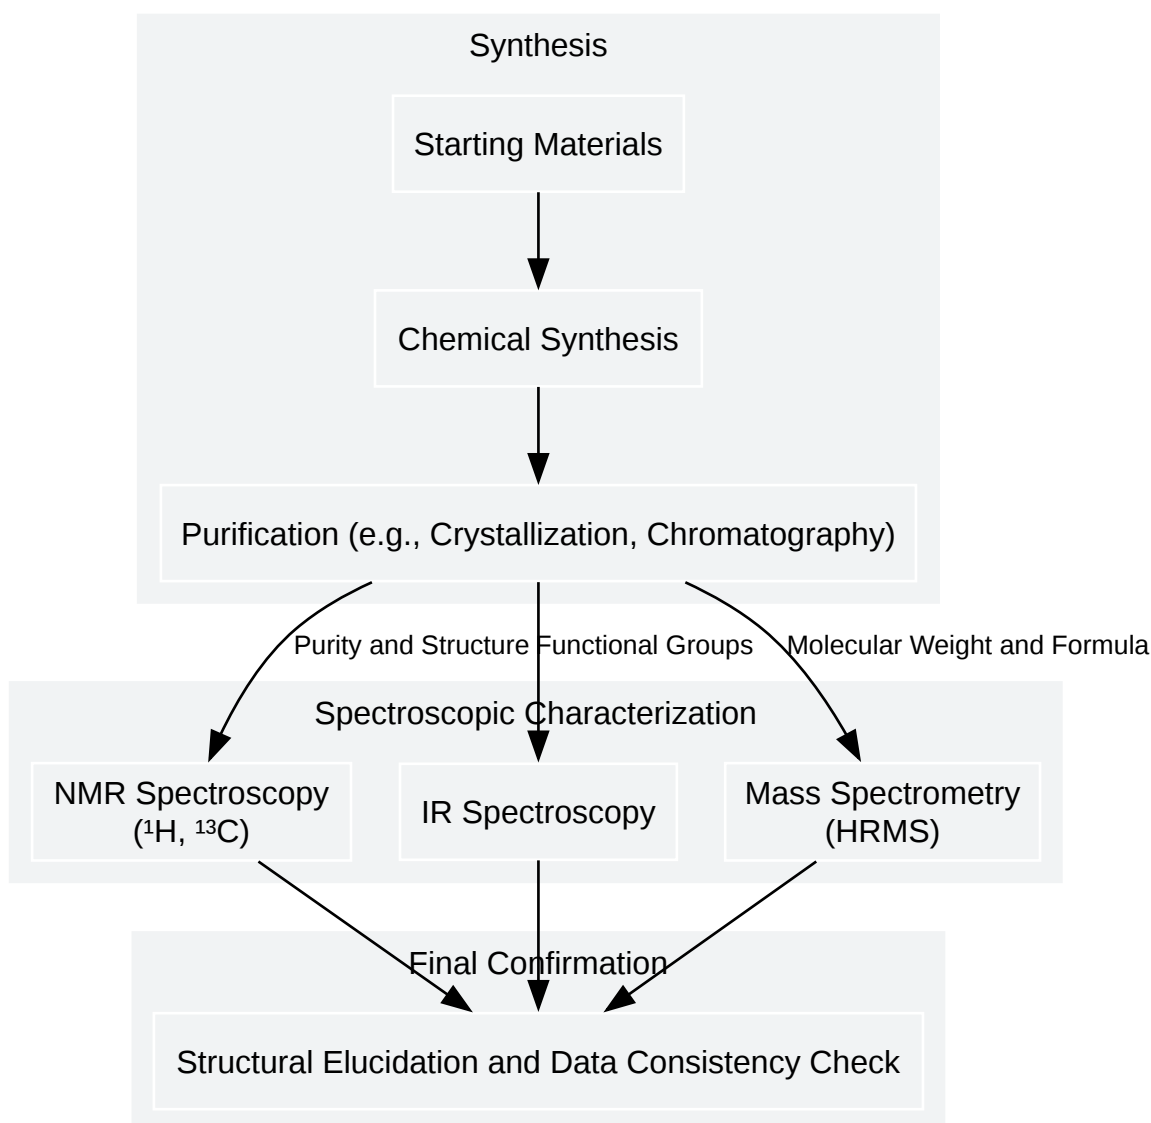 Synthesis
Starting Materials
Chemical Synthesis
Purification (e.g., Crystallization, Chromatography)
Purity and Structure
Functional Groups
Molecular Weight and Formula
Spectroscopic Characterization
NMR Spectroscopy
(¹H, ¹³C)
IR Spectroscopy
Mass Spectrometry
(HRMS)
Final Confirmation
Structural Elucidation and Data Consistency Check